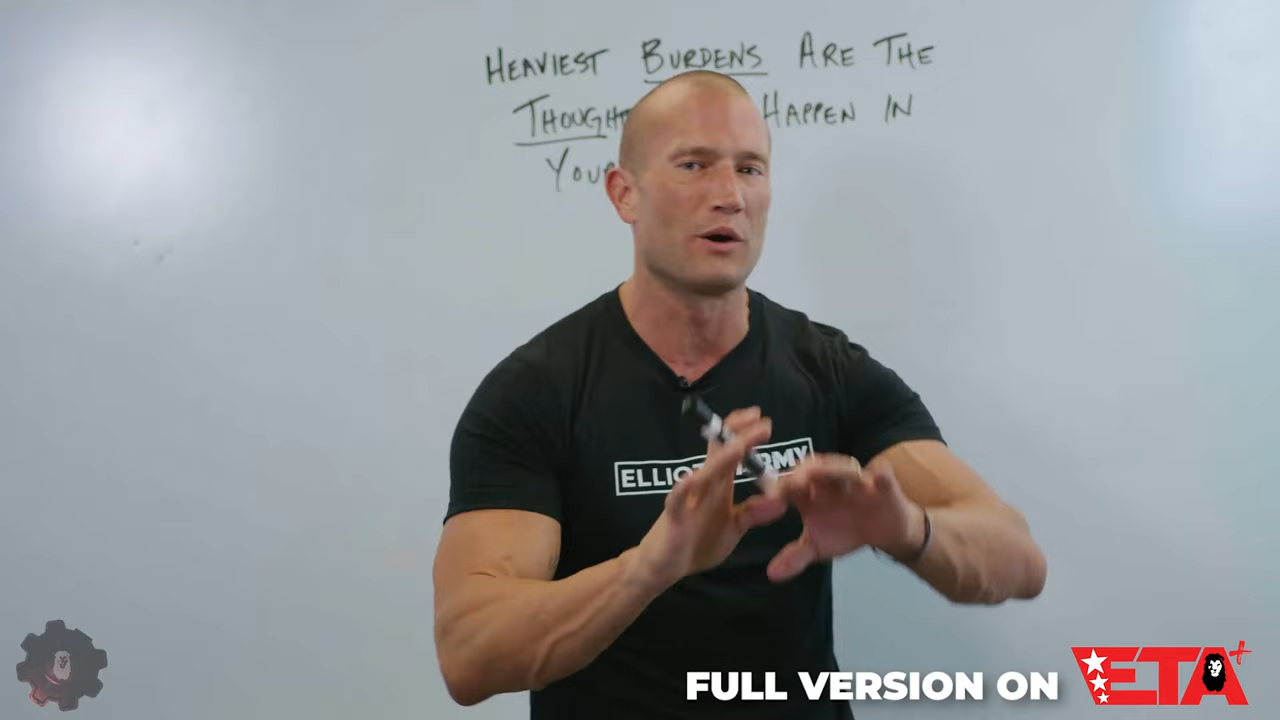 HEAVIEST BURDENS ARE THE
HAPPEN IN
FULL VERSION ON ETA+